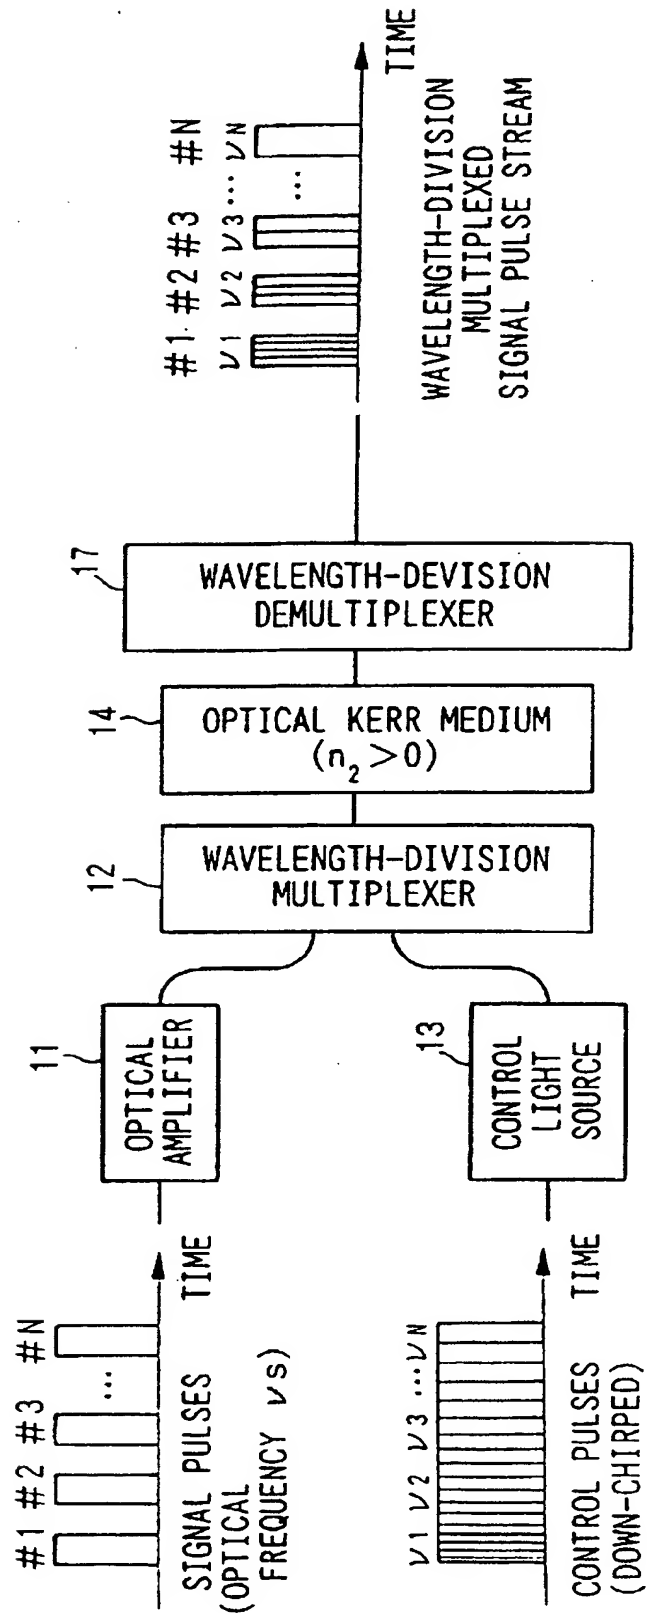 #1 #2 #3 #N
...
TIME
SIGNAL PULSES
(OPTICAL
FREQUENCY νs)
ν1 ν2 ν3 ...νN
TIME
CONTROL PULSES
(DOWN-CHIRPED)
11
OPTICAL
AMPLIFIER
13
CONTROL
LIGHT
SOURCE
12
WAVELENGTH-DIVISION
MULTIPLEXER
14
OPTICAL KERR MEDIUM
(n2>0)
17
WAVELENGTH-DEVISION
DEMULTIPLEXER
#1 #2 #3 #N
ν1 ν2 ν3 ... νN
...
TIME
WAVELENGTH-DIVISION
MULTIPLEXED
SIGNAL PULSE STREAM